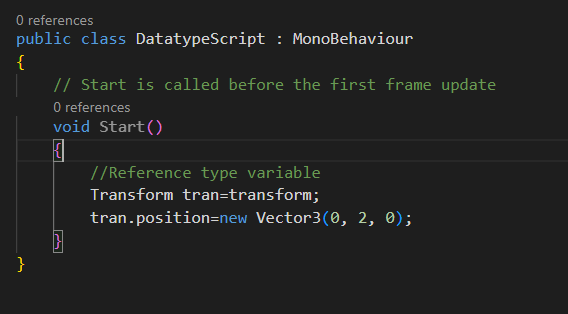 0 references
public class DatatypeScript : MonoBehaviour
{
// Start is called before the first frame update
0 references
void Start()
{
//Reference type variable
Transform tran=transform;
tran.position=new Vector3(0, 2, 0);
}
}